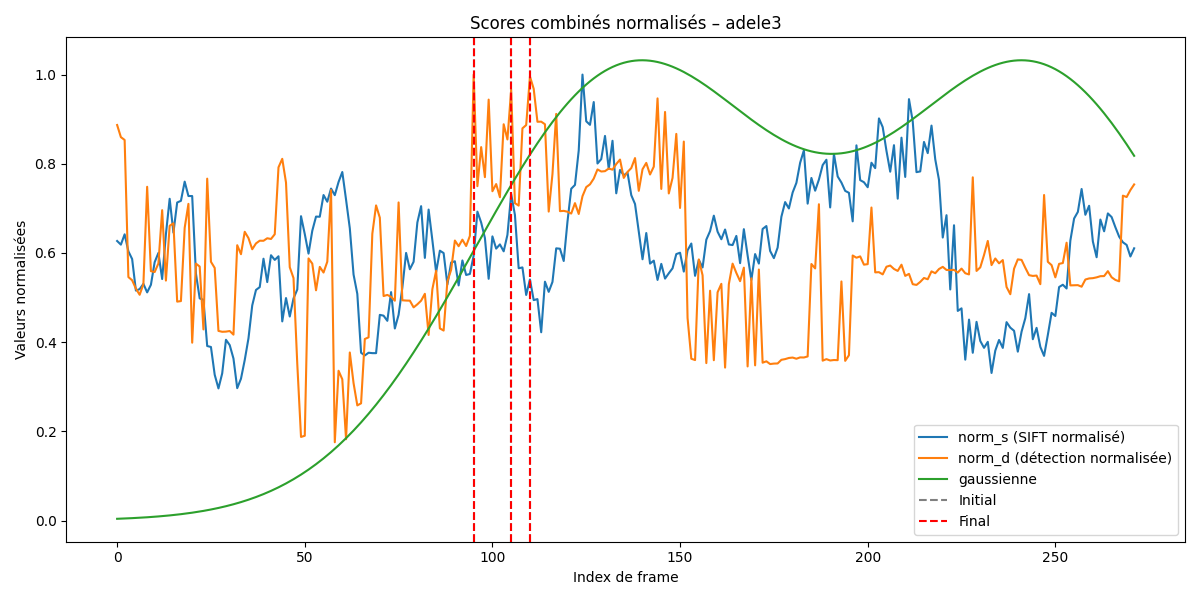 Scores combinés normalisés – adele3
Valeurs normalisées
1.0
0.8
0.6
0.4
0.2
0.0
0
50
100
150
200
250
Index de frame
norm_s (SIFT normalisé)
norm_d (détection normalisée)
gaussienne
Initial
Final